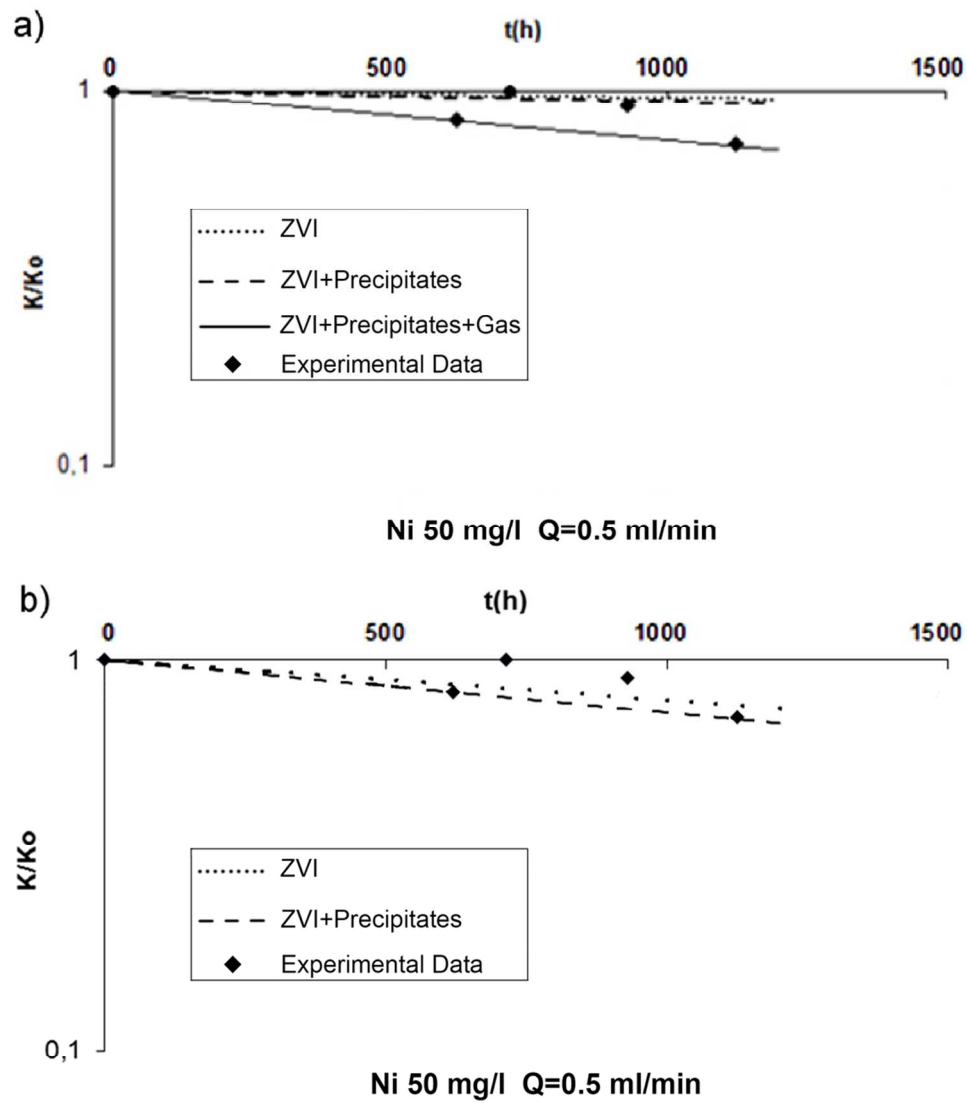 a)
t(h)
0 500 1000 1500
1
K/Ko
ZVI
ZVI+Precipitates
ZVI+Precipitates+Gas
Experimental Data
0,1
Ni 50 mg/l Q=0.5 ml/min
b)
t(h)
0 500 1000 1500
1
K/Ko
ZVI
ZVI+Precipitates
Experimental Data
0,1
Ni 50 mg/l Q=0.5 ml/min